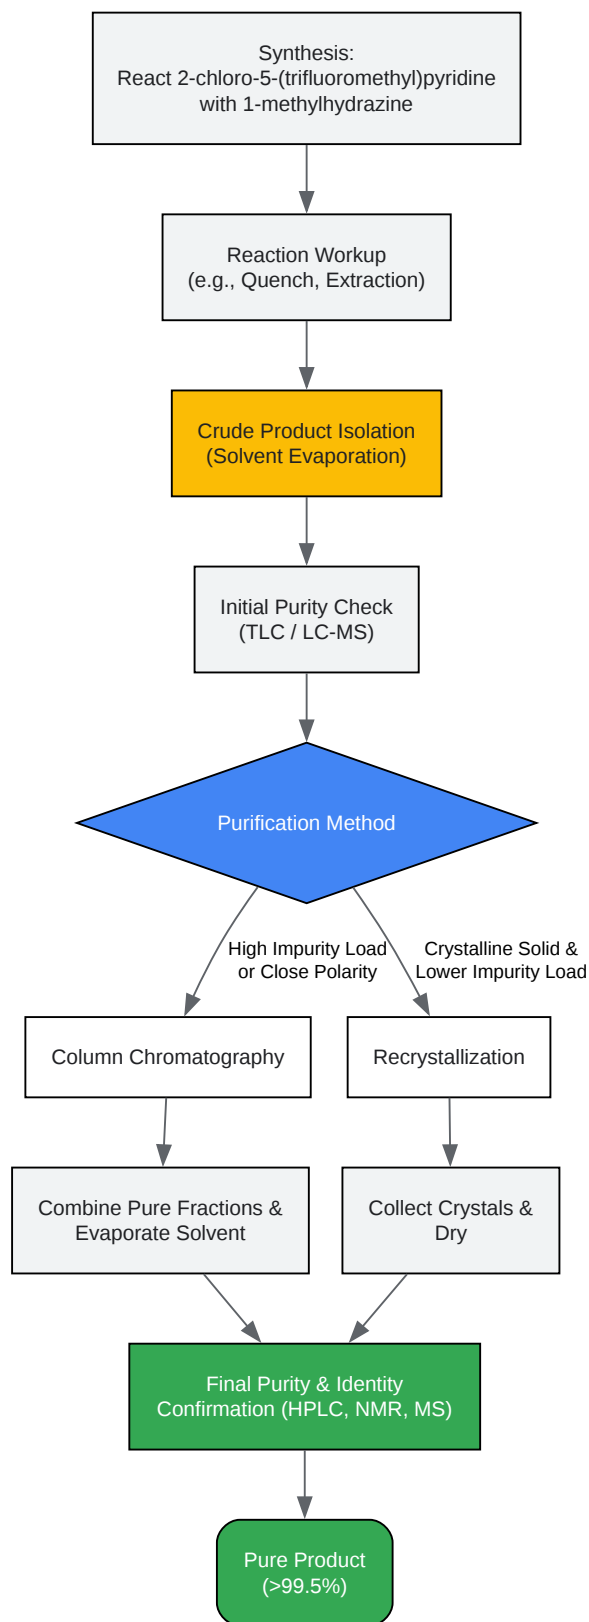 Synthesis:
React 2-chloro-5-(trifluoromethyl)pyridine
with 1-methylhydrazine
Reaction Workup
(e.g., Quench, Extraction)
Crude Product Isolation
(Solvent Evaporation)
Initial Purity Check
(TLC / LC-MS)
Purification Method
High Impurity Load
or Close Polarity
Crystalline Solid &
Lower Impurity Load
Column Chromatography
Recrystallization
Combine Pure Fractions &
Evaporate Solvent
Collect Crystals &
Dry
Final Purity & Identity
Confirmation (HPLC, NMR, MS)
Pure Product
(>99.5%)